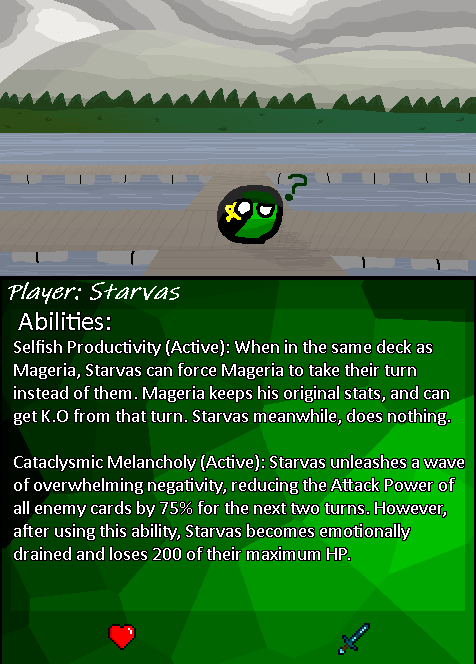 ?
Player: Starvas
Abilities:
Selfish Productivity (Active): When in the same deck as
Mageria, Starvas can force Mageria to take their turn
instead of them. Mageria keeps his original stats, and can
get K.O from that turn. Starvas meanwhile, does nothing.
Cataclysmic Melancholy (Active): Starvas unleashes a wave
of overwhelming negativity, reducing the Attack Power of
all enemy cards by 75% for the next two turns. However,
after using this ability, Starvas becomes emotionally
drained and loses 200 of their maximum HP.